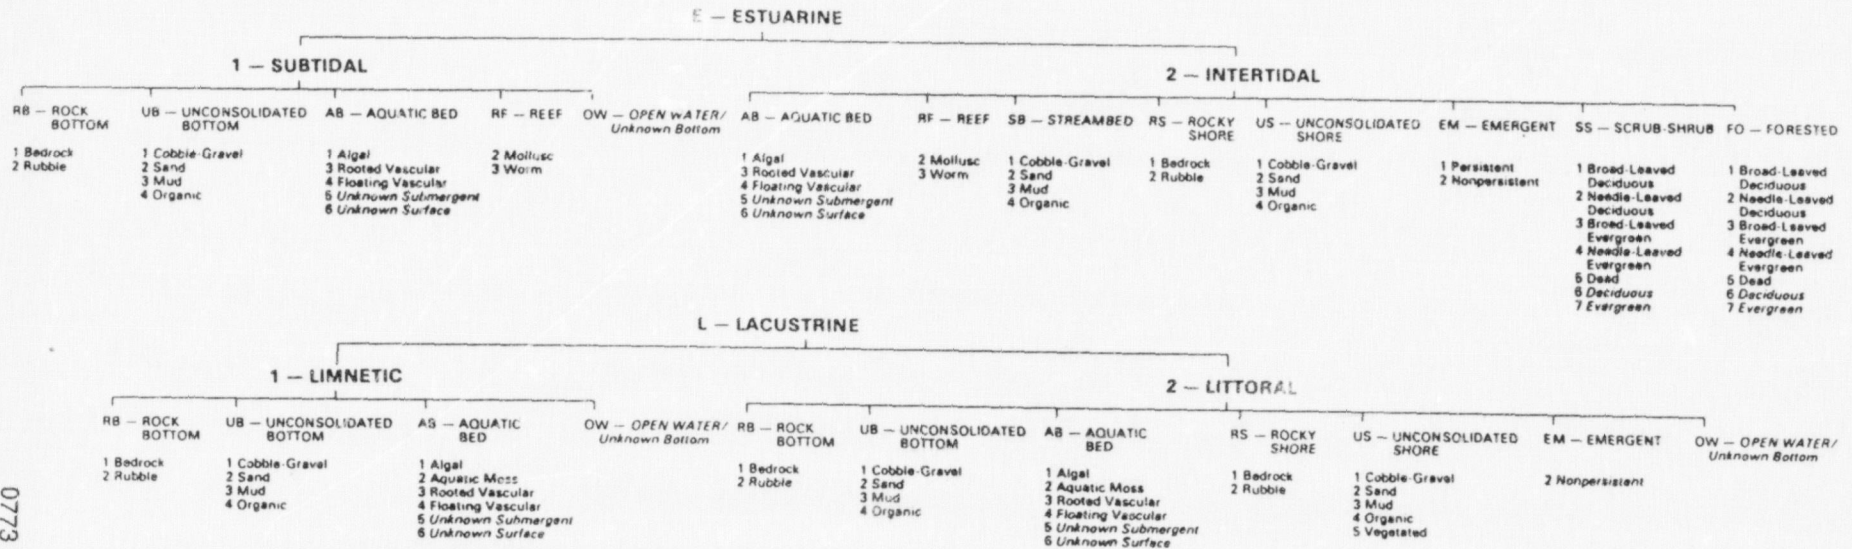 E — ESTUARINE
1 — SUBTIDAL
RB — ROCK
BOTTOM
1 Bedrock
2 Rubble
UB — UNCONSOLIDATED
BOTTOM
1 Cobble-Gravel
2 Sand
3 Mud
4 Organic
AB — AQUATIC BED
1 Algal
3 Rooted Vascular
4 Floating Vascular
5 Unknown Submergent
6 Unknown Surface
RF — REEF
2 Mollusc
3 Worm
OW — OPEN WATER/
Unknown Bottom
2 — INTERTIDAL
AB — AQUATIC BED
1 Algal
3 Rooted Vascular
4 Floating Vascular
5 Unknown Submergent
6 Unknown Surface
RF — REEF
2 Mollusc
3 Worm
SB — STREAMBED
1 Cobble-Gravel
2 Sand
3 Mud
4 Organic
RS — ROCKY
SHORE
1 Bedrock
2 Rubble
US — UNCONSOLIDATED
SHORE
1 Cobble-Gravel
2 Sand
3 Mud
4 Organic
EM — EMERGENT
1 Persistent
2 Nonpersistent
SS — SCRUB-SHRUB
1 Broad-Leaved
Deciduous
2 Needle-Leaved
Deciduous
3 Broad-Leaved
Evergreen
4 Needle-Leaved
Evergreen
5 Dead
6 Deciduous
7 Evergreen
FO — FORESTED
1 Broad-Leaved
Deciduous
2 Needle-Leaved
Deciduous
3 Broad-Leaved
Evergreen
4 Needle-Leaved
Evergreen
5 Dead
6 Deciduous
7 Evergreen
L — LACUSTRINE
1 — LIMNETIC
RB — ROCK
BOTTOM
1 Bedrock
2 Rubble
UB — UNCONSOLIDATED
BOTTOM
1 Cobble-Gravel
2 Sand
3 Mud
4 Organic
AB — AQUATIC
BED
1 Algal
2 Aquatic Moss
3 Rooted Vascular
4 Floating Vascular
5 Unknown Submergent
6 Unknown Surface
OW — OPEN WATER/
Unknown Bottom
2 — LITTORAL
RB — ROCK
BOTTOM
1 Bedrock
2 Rubble
UB — UNCONSOLIDATED
BOTTOM
1 Cobble-Gravel
2 Sand
3 Mud
4 Organic
AB — AQUATIC
BED
1 Algal
2 Aquatic Moss
3 Rooted Vascular
4 Floating Vascular
5 Unknown Submergent
6 Unknown Surface
RS — ROCKY
SHORE
1 Bedrock
2 Rubble
US — UNCONSOLIDATED
SHORE
1 Cobble-Gravel
2 Sand
3 Mud
4 Organic
5 Vegetated
EM — EMERGENT
2 Nonpersistent
OW — OPEN WATER/
Unknown Bottom
0773